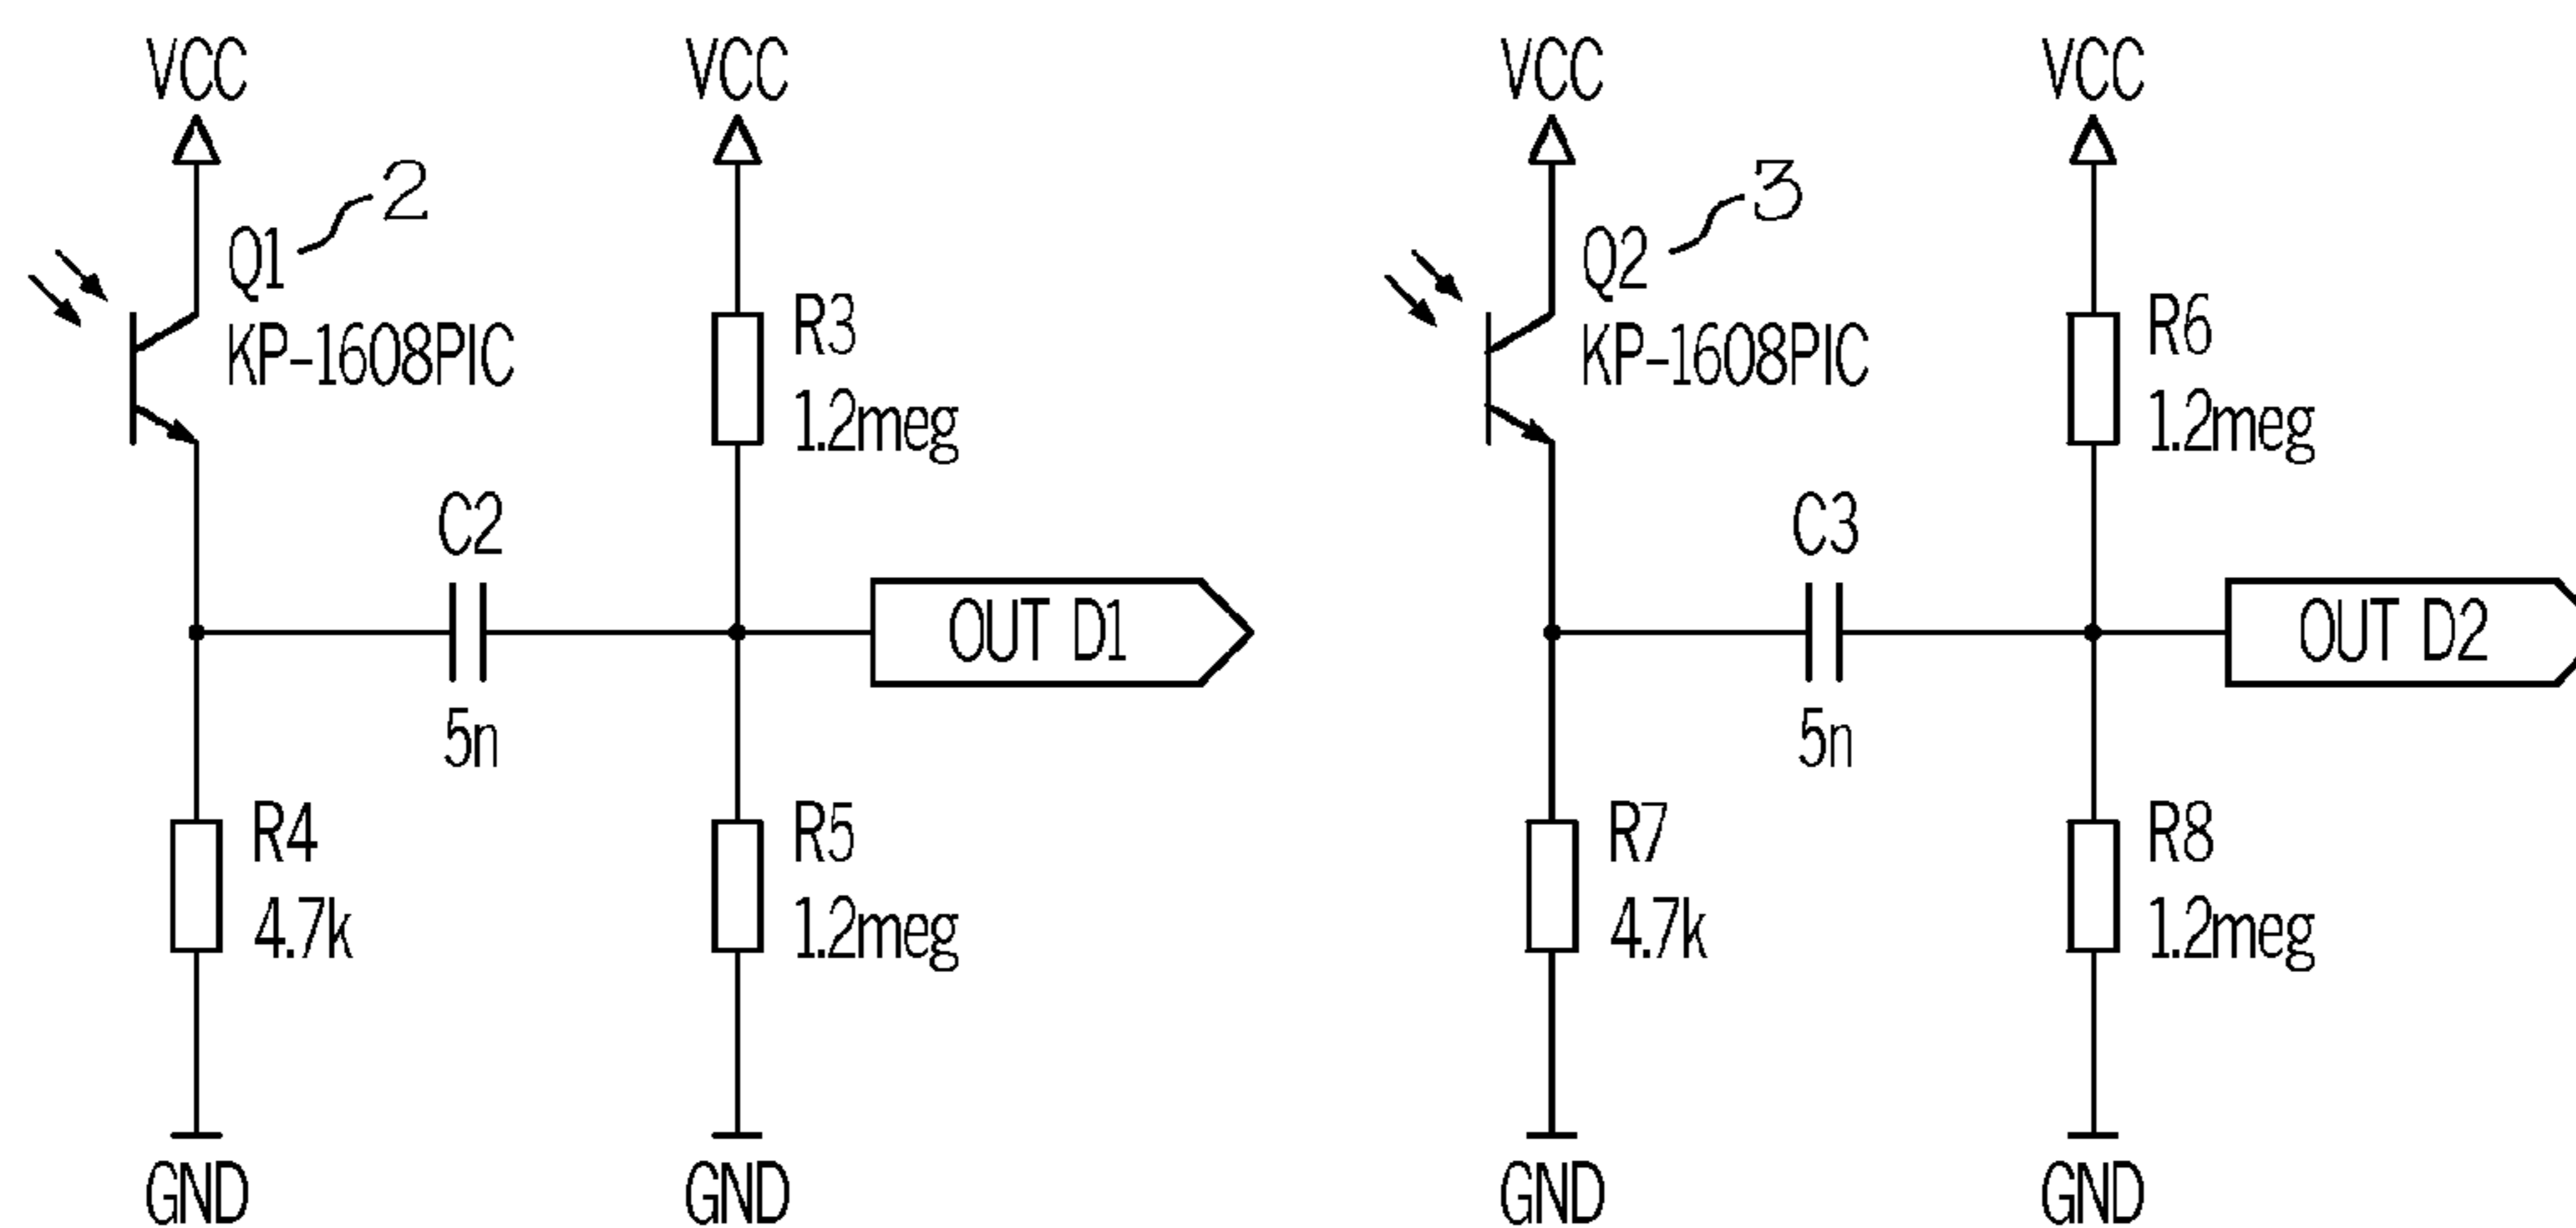 VCC
VCC
2
Q1
KP-1608PIC
R3
1.2meg
C2
5n
OUT D1
R4
4.7k
R5
1.2meg
GND
GND
VCC
VCC
3
Q2
KP-1608PIC
R6
1.2meg
C3
5n
OUT D2
R7
4.7k
R8
1.2meg
GND
GND